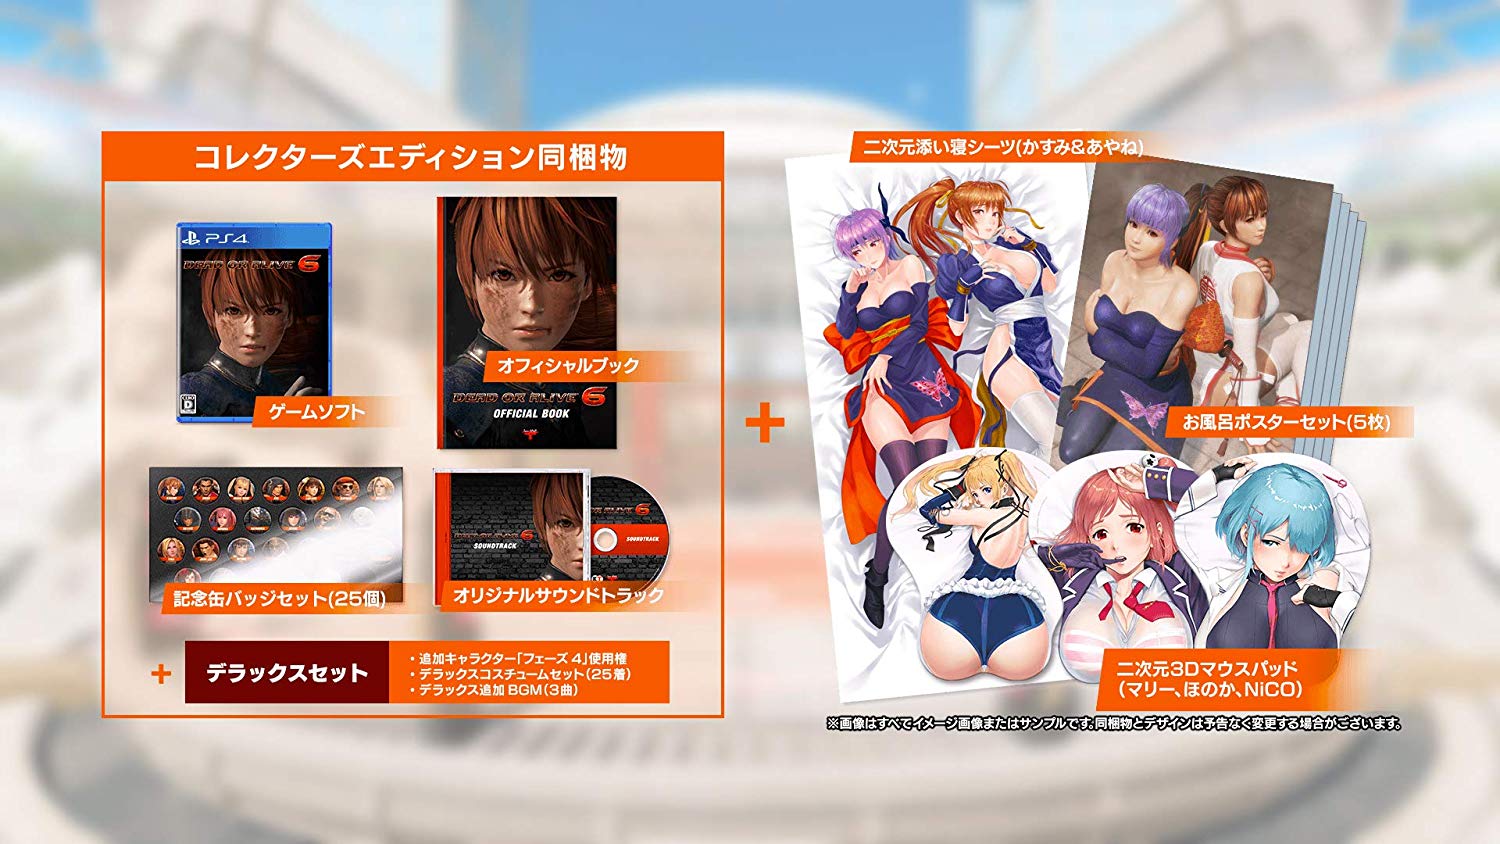 コレクターズエディション同梱物
PS4
DEAD OR ALIVE 6
CERO
D
ゲームソフト
オフィシャルブック
DEAD OR ALIVE 6
OFFICIAL BOOK
記念缶バッジセット(25個)
6
SOUNDTRACK
6
SOUNDTRACK
オリジナルサウンドトラック
+
デラックスセット
・追加キャラクター「フェーズ 4」使用権
・デラックスコスチュームセット(25着)
・デラックス追加 BGM(3曲)
+
二次元添い寝シーツ(かすみ&あやね)
お風呂ポスターセット(5枚)
二次元3Dマウスパッド
(マリー、ほのか、NiCO)
※画像はすべてイメージ画像またはサンプルです。同梱物とデザインは予告なく変更する場合がございます。